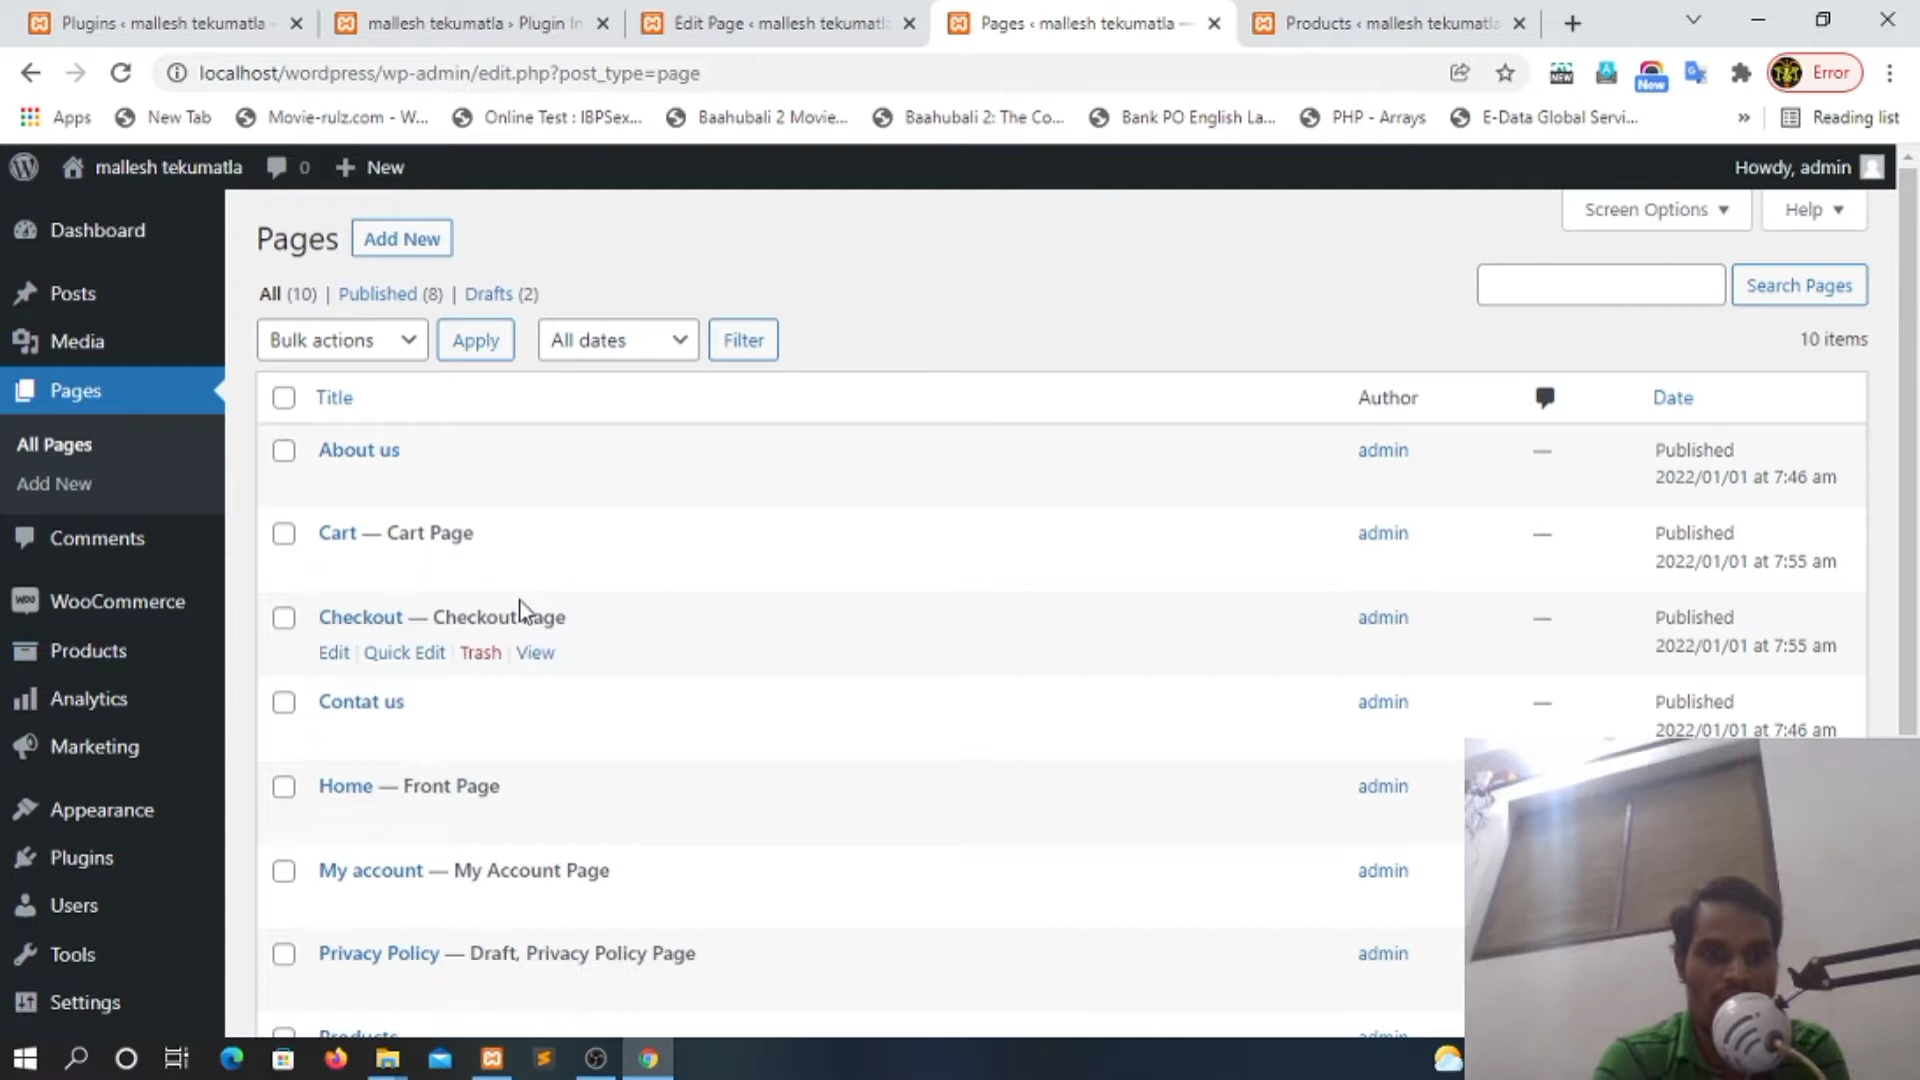 Plugins ‹ mallesh tekumatla
mallesh tekumatla › Plugin In
Edit Page ‹ mallesh tekumatla
Pages ‹ mallesh tekumatla —
Products ‹ mallesh tekumatla
localhost/wordpress/wp-admin/edit.php?post_type=page
NEW
New
Error
Apps
New Tab
Movie-rulz.com - W...
Online Test : IBPSex...
Baahubali 2 Movie...
Baahubali 2: The Co...
Bank PO English La...
PHP - Arrays
E-Data Global Servi...
»
Reading list
mallesh tekumatla
0
+ New
Howdy, admin
Dashboard
Posts
Media
Pages
All Pages
Add New
Comments
WooCommerce
Products
Analytics
Marketing
Appearance
Plugins
Users
Tools
Settings
Screen Options ▼
Help ▼
Pages Add New
All (10) | Published (8) | Drafts (2)
Search Pages
Bulk actions
Apply
All dates
Filter
10 items
Title Author Date
About us admin — Published
2022/01/01 at 7:46 am
Cart — Cart Page admin — Published
2022/01/01 at 7:55 am
Checkout — Checkout Page admin — Published
2022/01/01 at 7:55 am
Edit | Quick Edit | Trash | View
Contat us admin — Published
2022/01/01 at 7:46 am
Home — Front Page admin
My account — My Account Page admin
Privacy Policy — Draft, Privacy Policy Page admin
Products admin